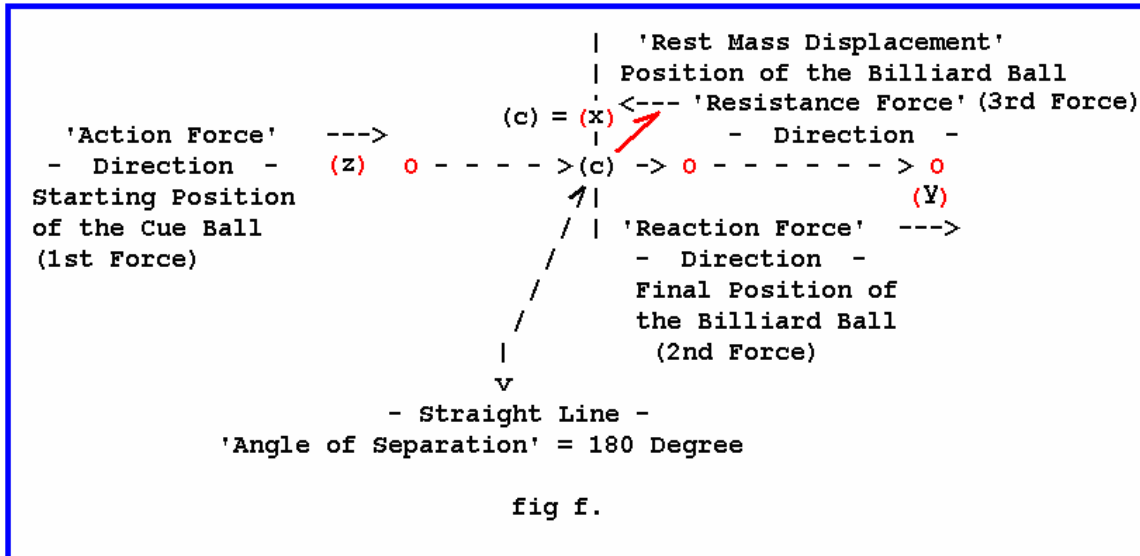 | 'Rest Mass Displacement'
| Position of the Billiard Ball
(c) = (x) <--- 'Resistance Force' (3rd Force)
'Action Force' ---> - Direction -
- Direction - (z) o - - - - >(c) -> o - - - - - - > o
Starting Position (y)
of the Cue Ball / | 'Reaction Force' --->
(1st Force) / - Direction -
/ Final Position of
/ the Billiard Ball
| (2nd Force)
v
- Straight Line -
'Angle of Separation' = 180 Degree
fig f.